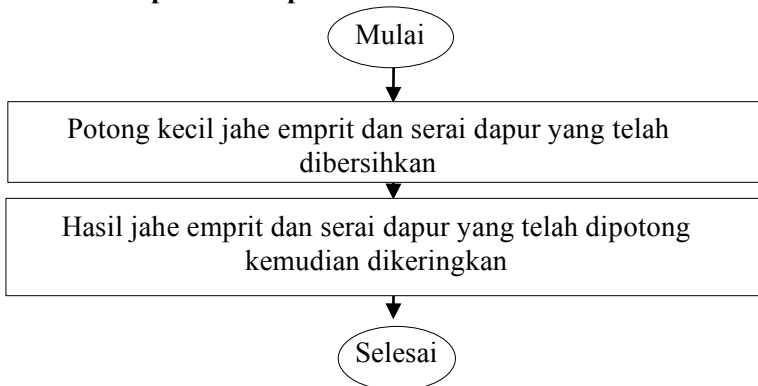 Mulai
Potong kecil jahe emprit dan serai dapur yang telah
dibersihkan
Hasil jahe emprit dan serai dapur yang telah dipotong
kemudian dikeringkan
Selesai